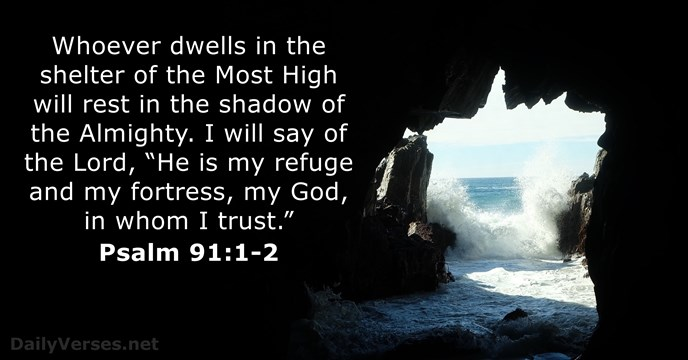 Whoever dwells in the
shelter of the Most High
will rest in the shadow of
the Almighty. I will say of
the Lord, “He is my refuge
and my fortress, my God,
in whom I trust.”
Psalm 91:1-2
DailyVerses.net